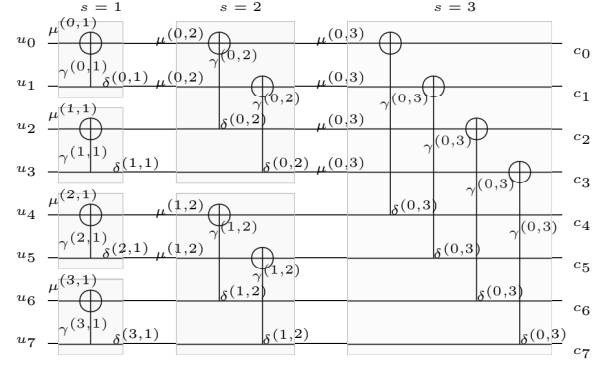 s = 1 s = 2 s = 3
μ(0,1)
u0 μ(0,2) μ(0,3) c0
γ(0,1) γ(0,2)
u1 δ(0,1) μ(0,2) μ(0,3) c1
μ(1,1) γ(0,2) γ(0,3)
u2 δ(0,2) μ(0,3) c2
γ(1,1) γ(0,3)
u3 δ(1,1) δ(0,2) μ(0,3) c3
μ(2,1) γ(0,3)
u4 μ(1,2) δ(0,3) c4
γ(2,1) γ(1,2) γ(0,3)
u5 δ(2,1) μ(1,2) δ(0,3) c5
μ(3,1) γ(1,2)
u6 δ(1,2) δ(0,3) c6
γ(3,1)
u7 δ(3,1) δ(1,2) δ(0,3) c7